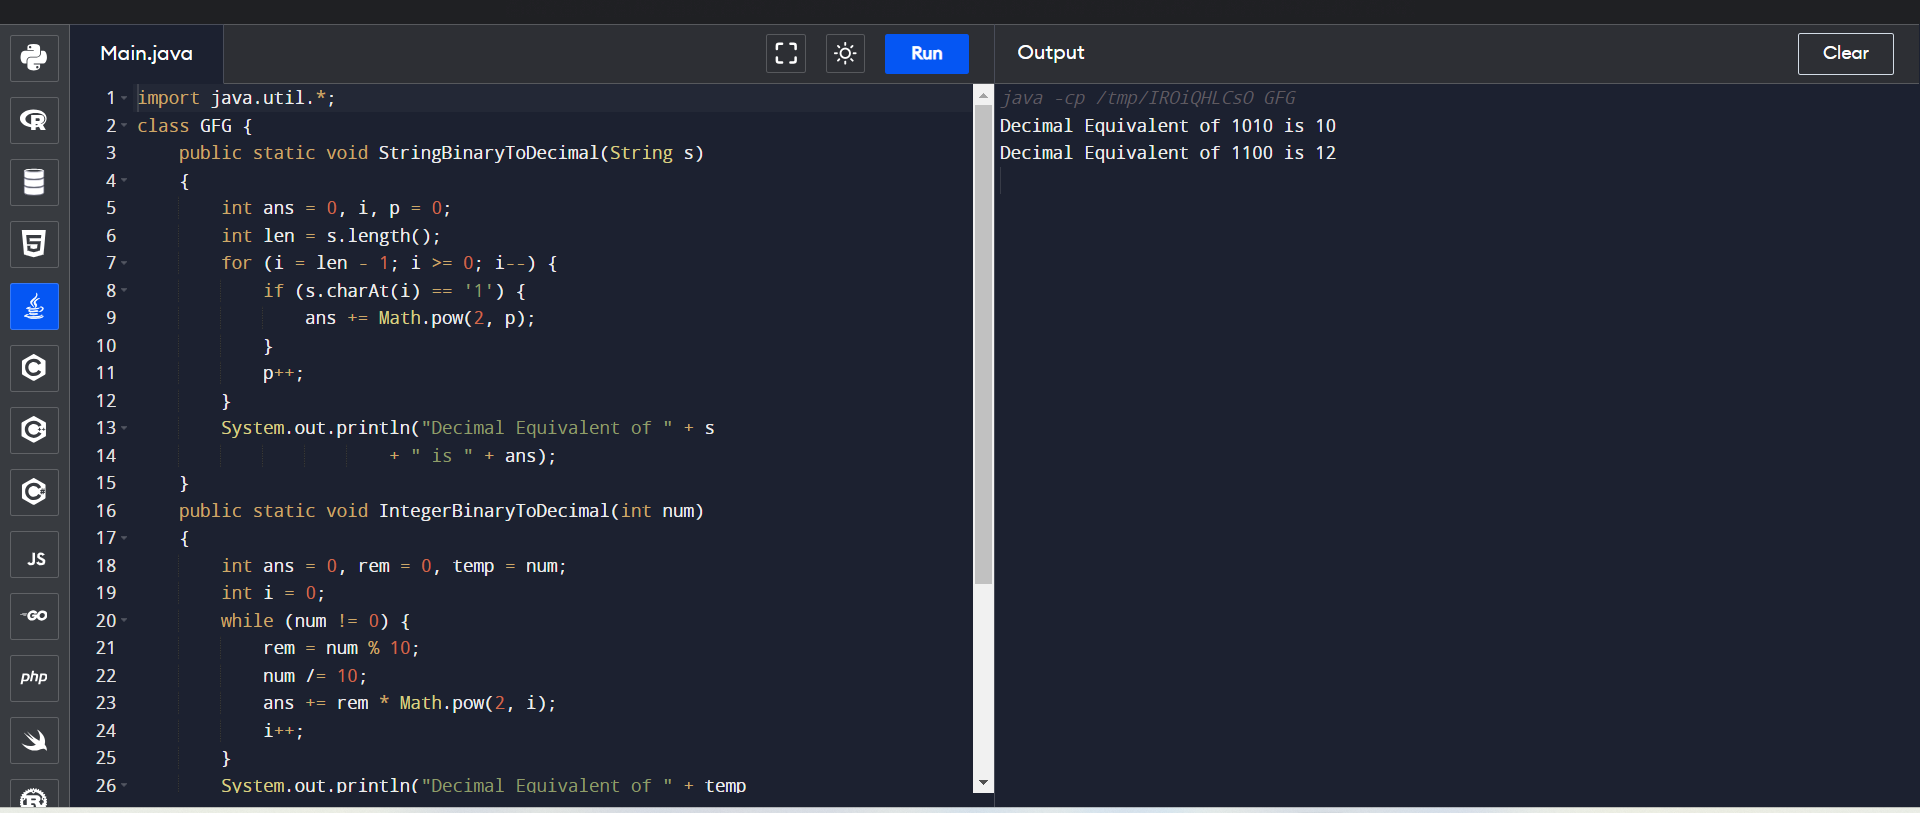 Main.java
Run
Output
Clear
1 import java.util.*;
2 class GFG {
3 public static void StringBinaryToDecimal(String s)
4 {
5 int ans = 0, i, p = 0;
6 int len = s.length();
7 for (i = len - 1; i >= 0; i--) {
8 if (s.charAt(i) == '1') {
9 ans += Math.pow(2, p);
10 }
11 p++;
12 }
13 System.out.println("Decimal Equivalent of " + s
14 + " is " + ans);
15 }
16 public static void IntegerBinaryToDecimal(int num)
17 {
18 int ans = 0, rem = 0, temp = num;
19 int i = 0;
20 while (num != 0) {
21 rem = num % 10;
22 num /= 10;
23 ans += rem * Math.pow(2, i);
24 i++;
25 }
26 System.out.println("Decimal Equivalent of " + temp
java -cp /tmp/IROiQHLCsO GFG
Decimal Equivalent of 1010 is 10
Decimal Equivalent of 1100 is 12
R
5
C
C++
C#
JS
GO
php
R